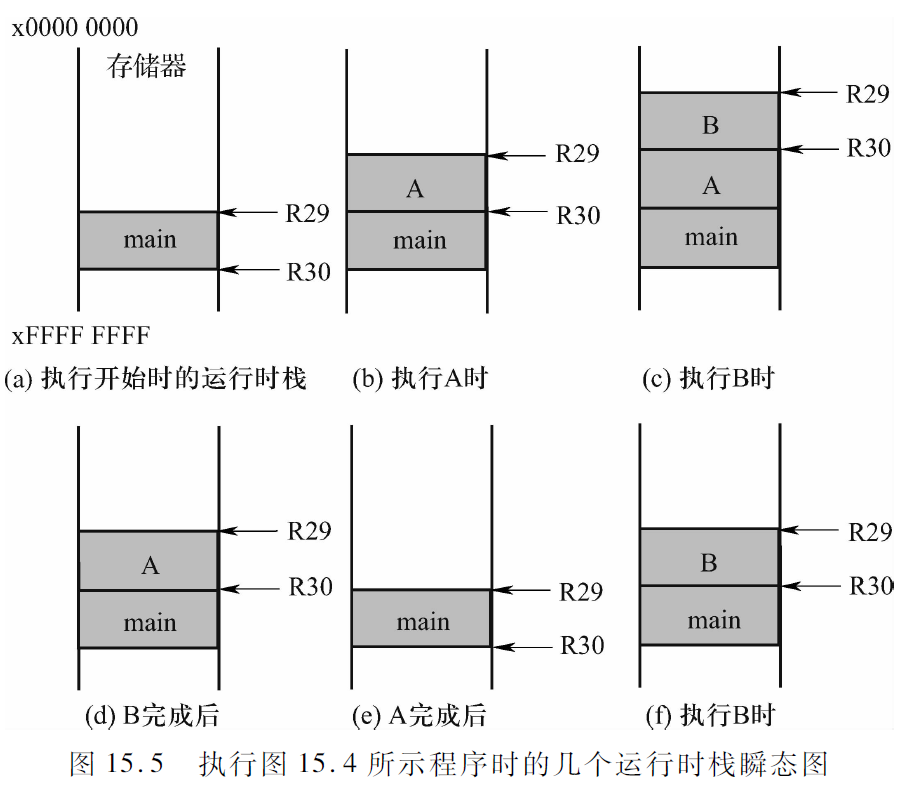 x0000 0000
存储器
R29
main
R30
xFFFF FFFF
(a) 执行开始时的运行时栈
R29
A
R30
main
(b) 执行A时
R29
B
R30
A
main
(c) 执行B时
R29
A
R30
main
(d) B完成后
R29
main
R30
(e) A完成后
R29
B
R30
main
(f) 执行B时
图 15.5 执行图 15.4 所示程序时的几个运行时栈瞬态图